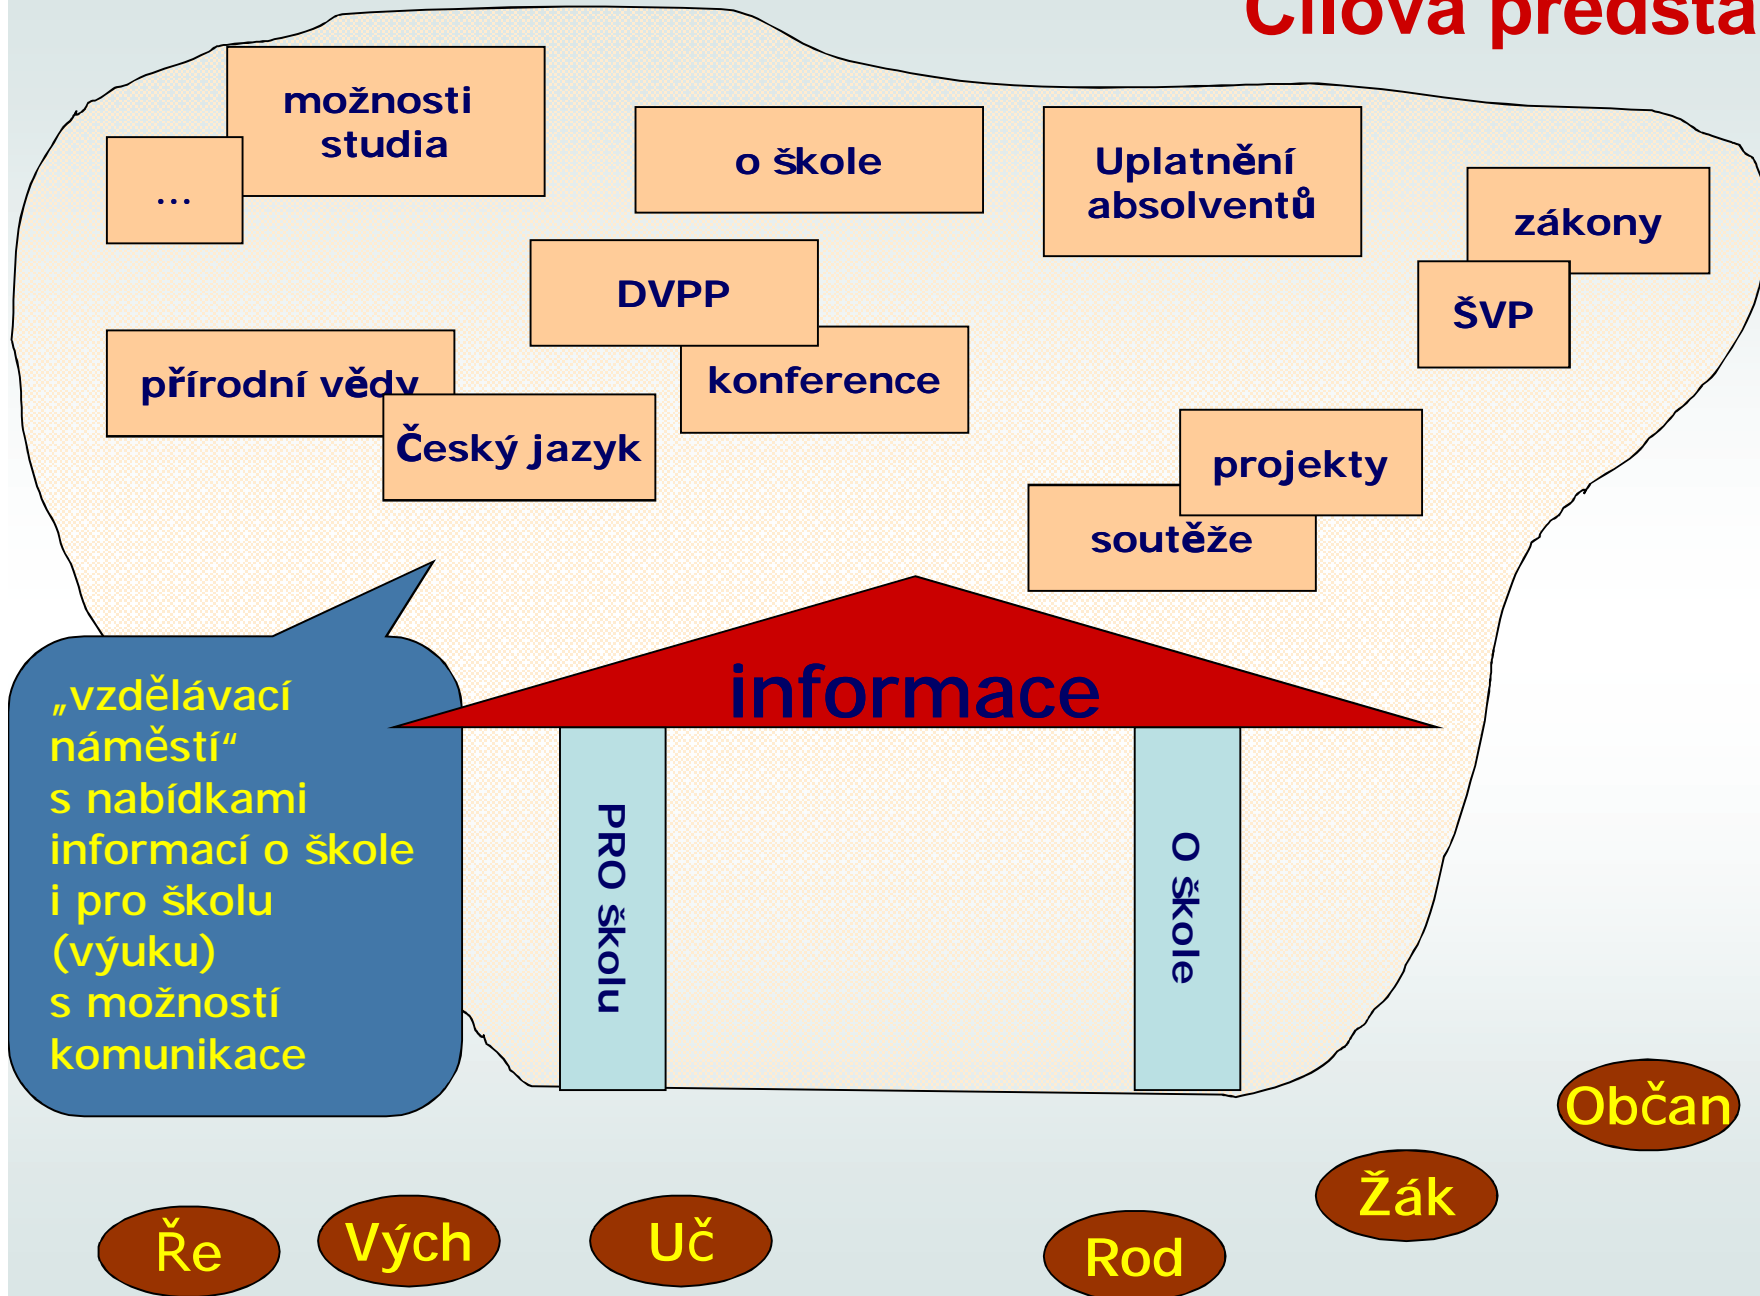 Cílová předsta
možnosti
studia
...
o škole
Uplatnění
absolventů
zákony
ŠVP
DVPP
konference
přírodní vědy
Český jazyk
projekty
soutěže
informace
„vzdělávací
náměstí“
s nabídkami
informací o škole
i pro školu
(výuku)
s možností
komunikace
PRO školu
O škole
Občan
Žák
Ře
Vých
Uč
Rod